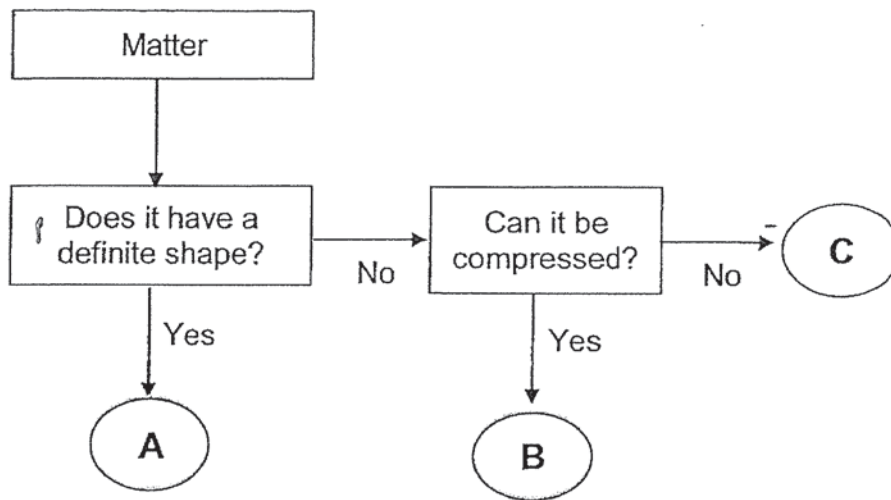 Matter
Does it have a
definite shape?
No
Can it be
compressed?
No
C
Yes
Yes
A
B